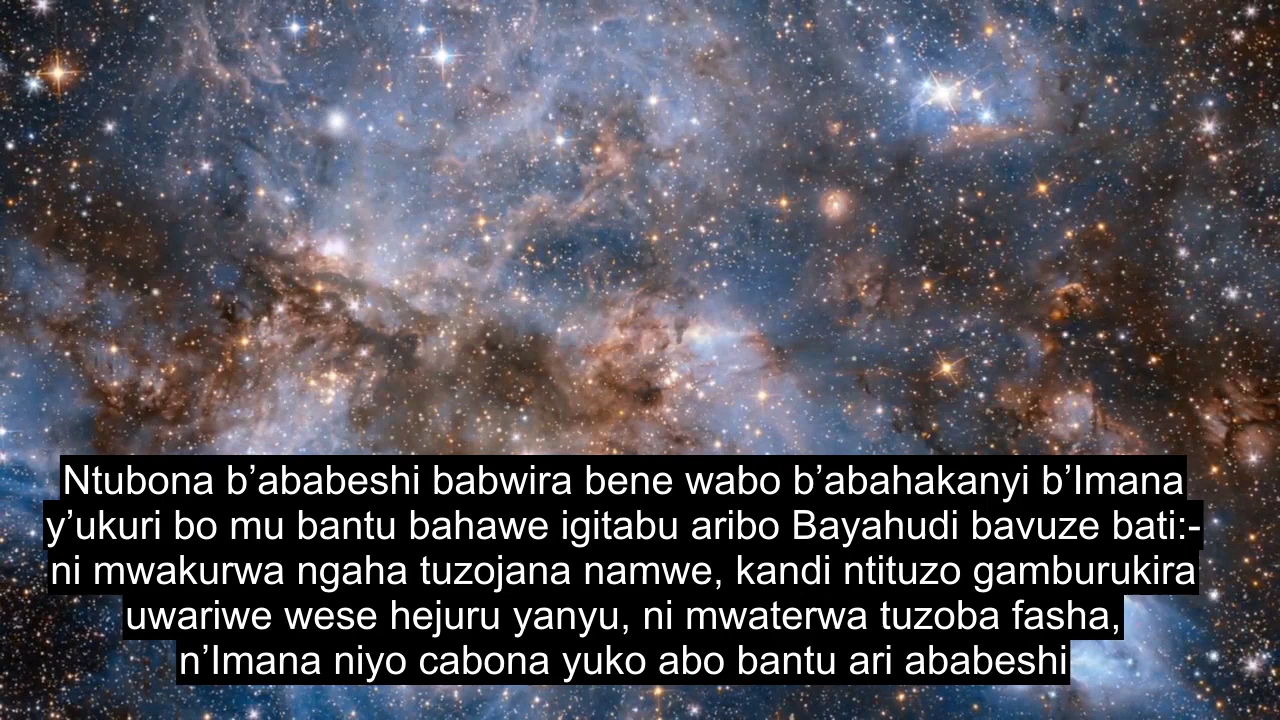 Ntubona b’ababeshi babwira bene wabo b’abahakanyi b’Imana
y’ukuri bo mu bantu bahawe igitabu aribo Bayahudi bavuze bati:-
ni mwakurwa ngaha tuzojana namwe, kandi ntituzo gamburukira
uwariwe wese hejuru yanyu, ni mwaterwa tuzoba fasha,
n’Imana niyo cabona yuko abo bantu ari ababeshi